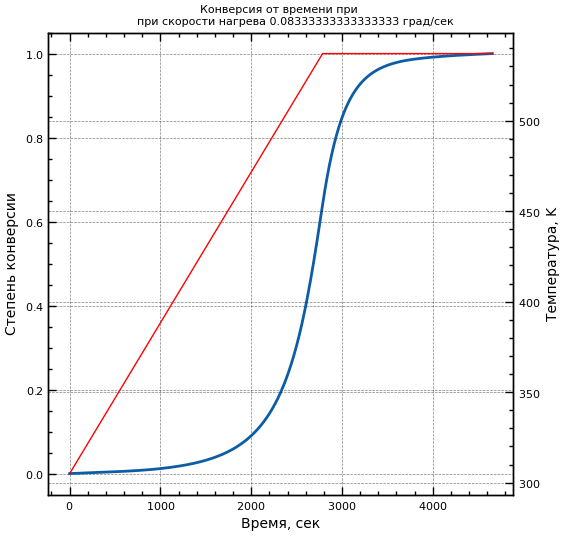 Конверсия от времени при
при скорости нагрева 0.08333333333333333 град/сек
1.0
0.8
0.6
0.4
0.2
0.0
Степень конверсии
500
450
400
350
300
Температура, К
0 1000 2000 3000 4000
Время, сек